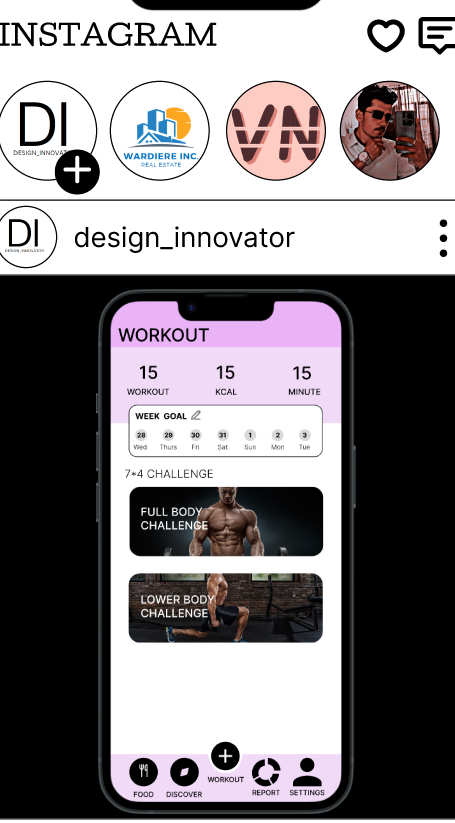 INSTAGRAM
DI
DESIGN_INNOVAT
WARDIERE INC.
REAL ESTATE
VN
DI
DESIGN_INNOVATOR
design_innovator
WORKOUT
15 15 15
WORKOUT KCAL MINUTE
WEEK GOAL
28 29 30 31 1 2 3
Wed Thurs Fri Sat Sun Mon Tue
7*4 CHALLENGE
FULL BODY
CHALLENGE
LOWER BODY
CHALLENGE
FOOD DISCOVER WORKOUT REPORT SETTINGS